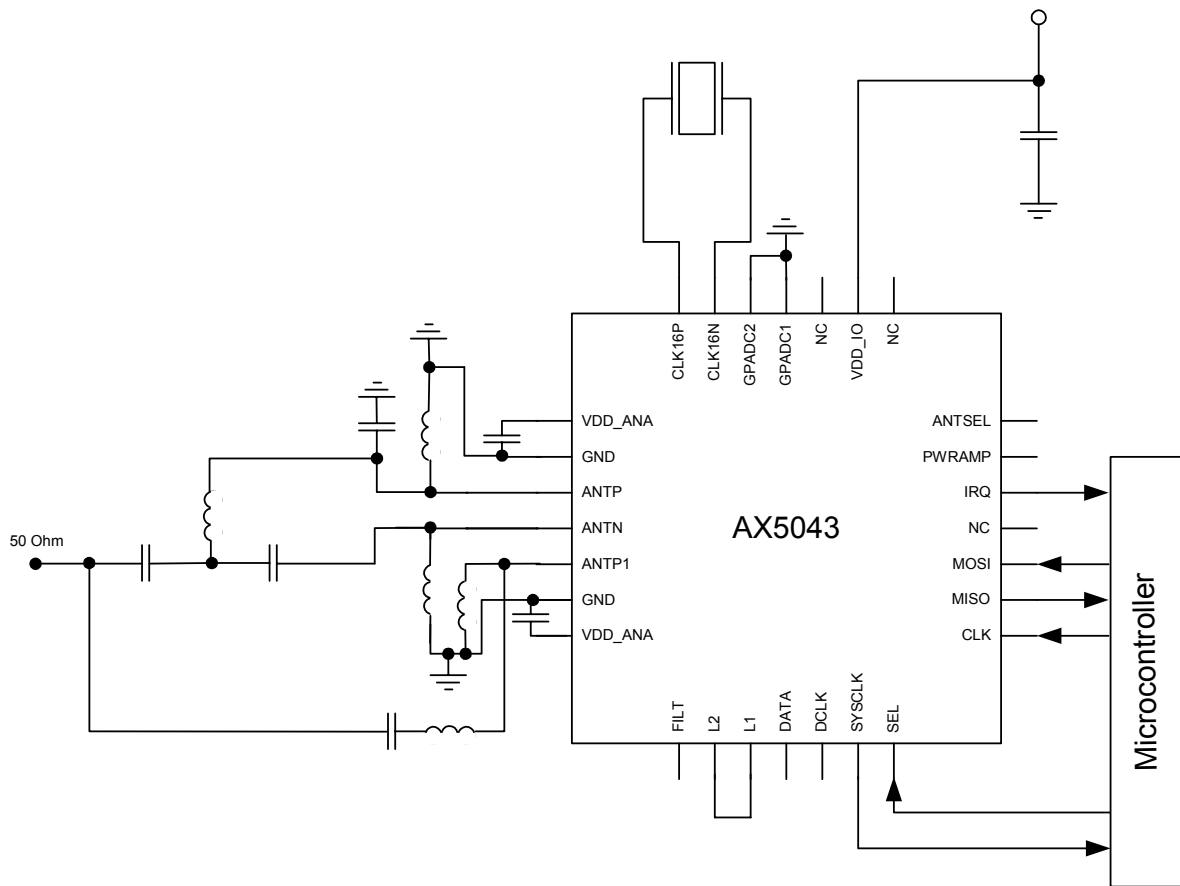 CLK16P
CLK16N
GPADC2
GPADC1
NC
VDD_IO
NC
VDD_ANA
GND
ANTP
ANTN
ANTP1
GND
VDD_ANA
ANTSEL
PWRAMP
IRQ
NC
MOSI
MISO
CLK
AX5043
50 Ohm
FILT
L2
L1
DATA
DCLK
SYSCLK
SEL
Microcontroller